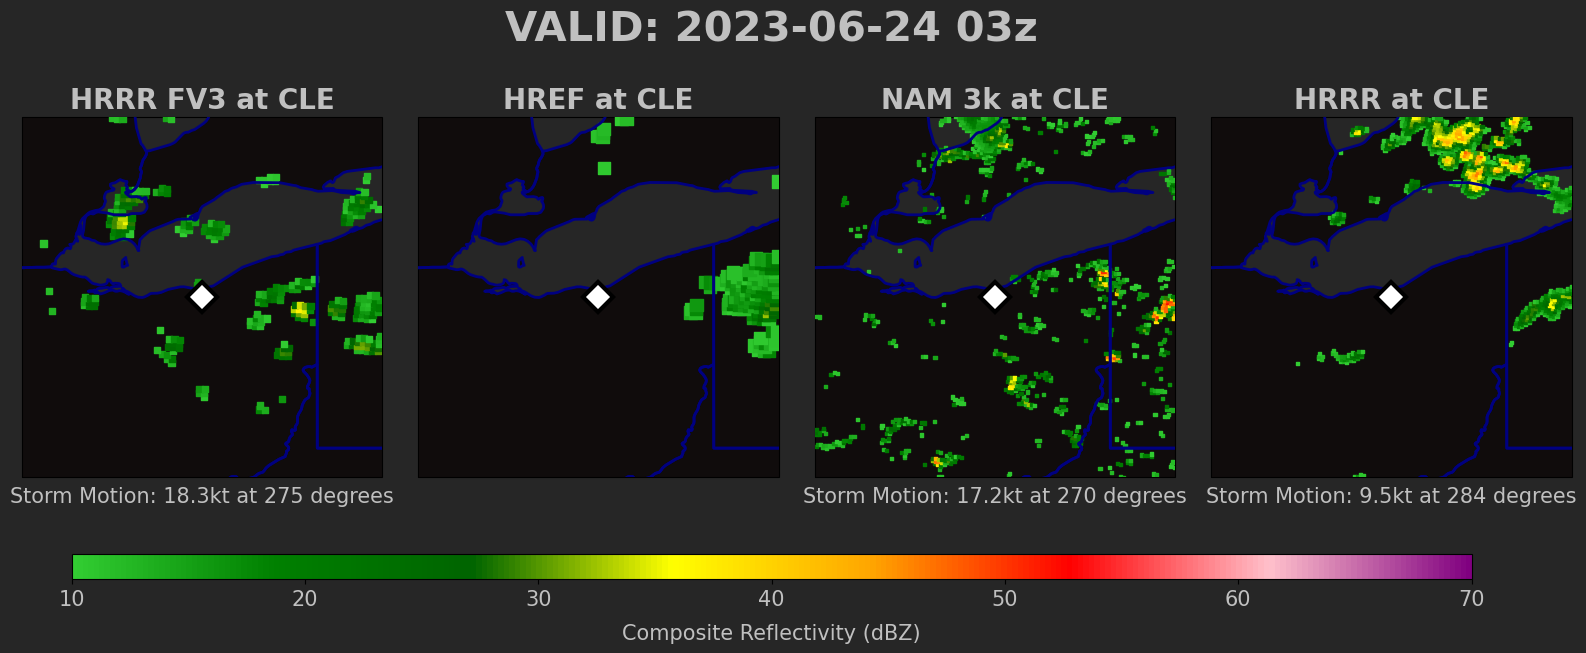 VALID: 2023-06-24 03z
HRRR FV3 at CLE
HREF at CLE
NAM 3k at CLE
HRRR at CLE
Storm Motion: 18.3kt at 275 degrees
Storm Motion: 17.2kt at 270 degrees
Storm Motion: 9.5kt at 284 degrees
10 20 30 40 50 60 70
Composite Reflectivity (dBZ)